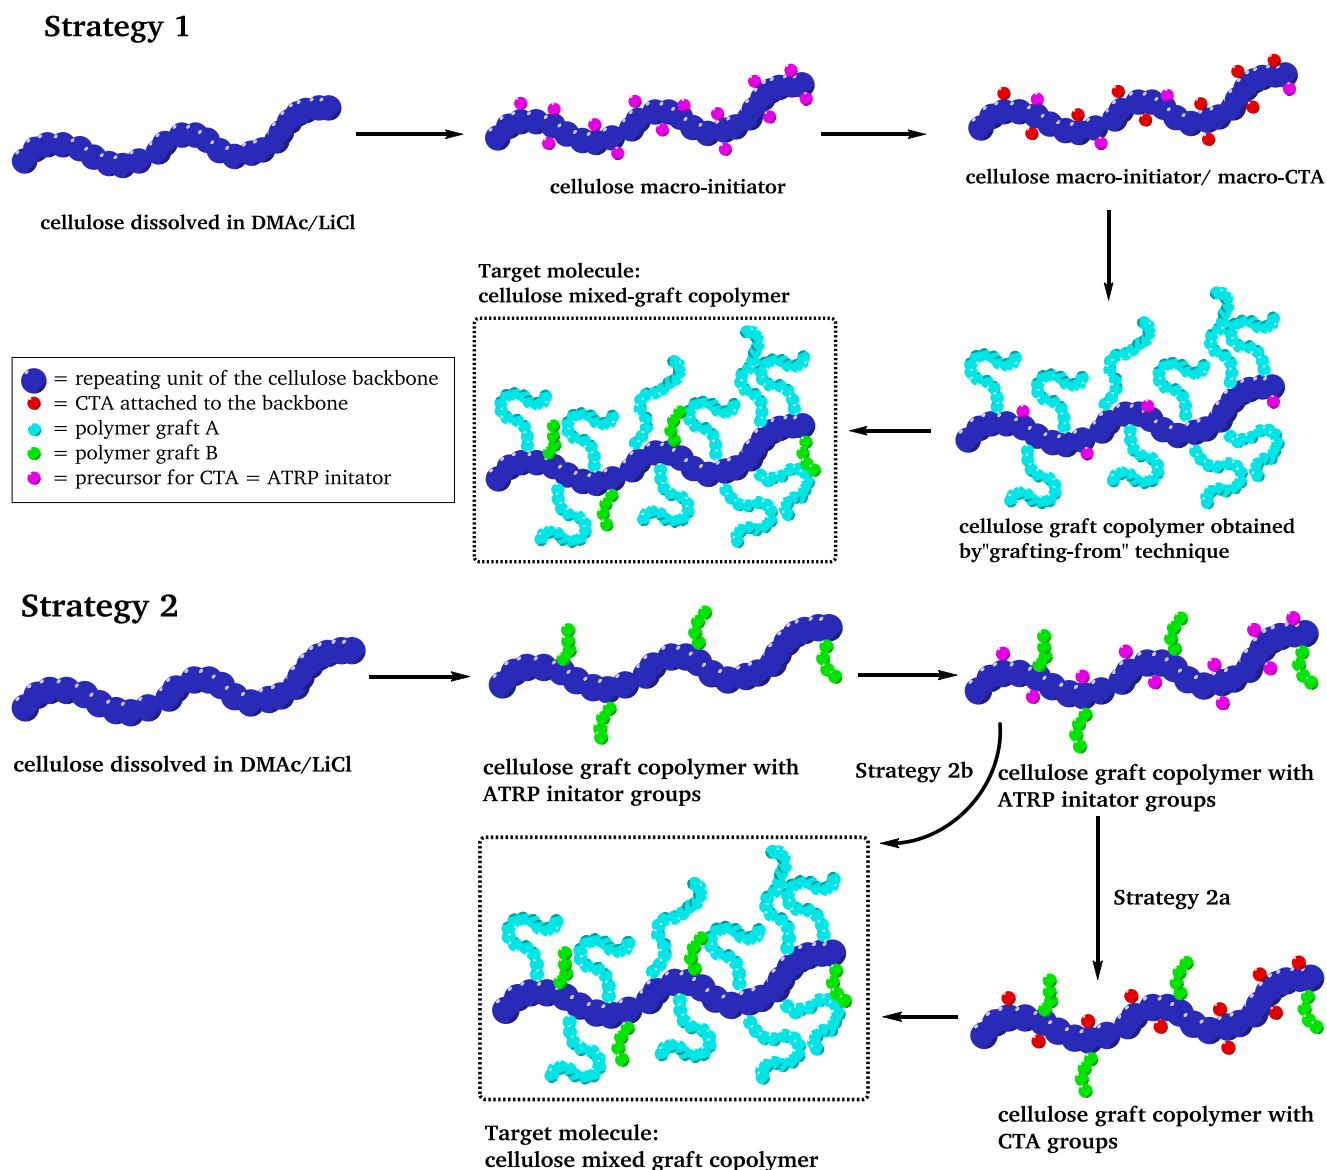 Strategy 1
cellulose dissolved in DMAc/LiCl
cellulose macro-initiator
cellulose macro-initiator/ macro-CTA
Target molecule:
cellulose mixed-graft copolymer
= repeating unit of the cellulose backbone
= CTA attached to the backbone
= polymer graft A
= polymer graft B
= precursor for CTA = ATRP initator
cellulose graft copolymer obtained
by"grafting-from" technique
Strategy 2
cellulose dissolved in DMAc/LiCl
cellulose graft copolymer with
ATRP initator groups
Strategy 2b
cellulose graft copolymer with
ATRP initator groups
Strategy 2a
cellulose graft copolymer with
CTA groups
Target molecule:
cellulose mixed graft copolymer